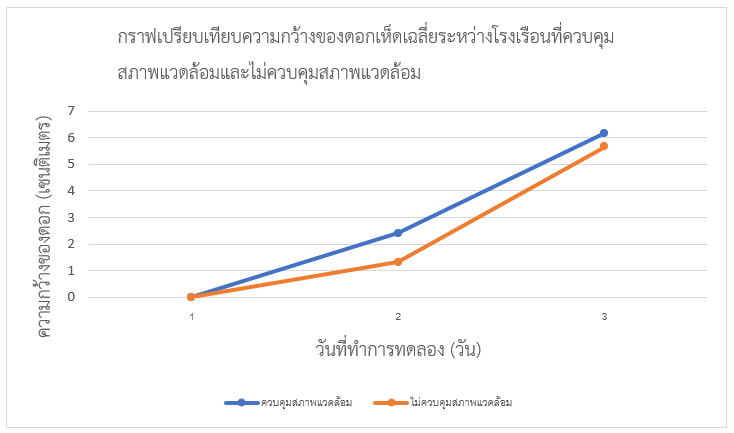 กราฟเปรียบเทียบความกว้างของดอกเห็ดเฉลี่ยระหว่างโรงเรือนที่ควบคุม
สภาพแวดล้อมและไม่ควบคุมสภาพแวดล้อม
ความกว้างของดอก (เซนติเมตร)
7
6
5
4
3
2
1
0
1 2 3
วันที่ทำการทดลอง (วัน)
ควบคุมสภาพแวดล้อม ไม่ควบคุมสภาพแวดล้อม